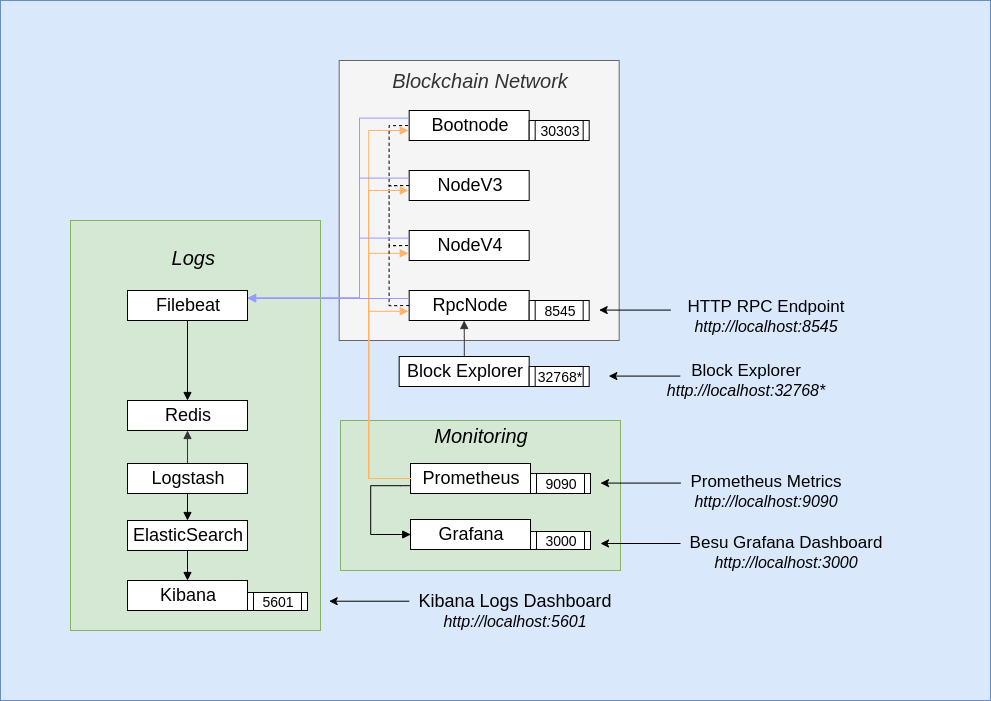 Blockchain Network
Bootnode
30303
NodeV3
NodeV4
RpcNode
8545
HTTP RPC Endpoint
http://localhost:8545
Block Explorer
32768*
Block Explorer
http://localhost:32768*
Logs
Filebeat
Redis
Logstash
ElasticSearch
Kibana
5601
Kibana Logs Dashboard
http://localhost:5601
Monitoring
Prometheus
9090
Prometheus Metrics
http://localhost:9090
Grafana
3000
Besu Grafana Dashboard
http://localhost:3000